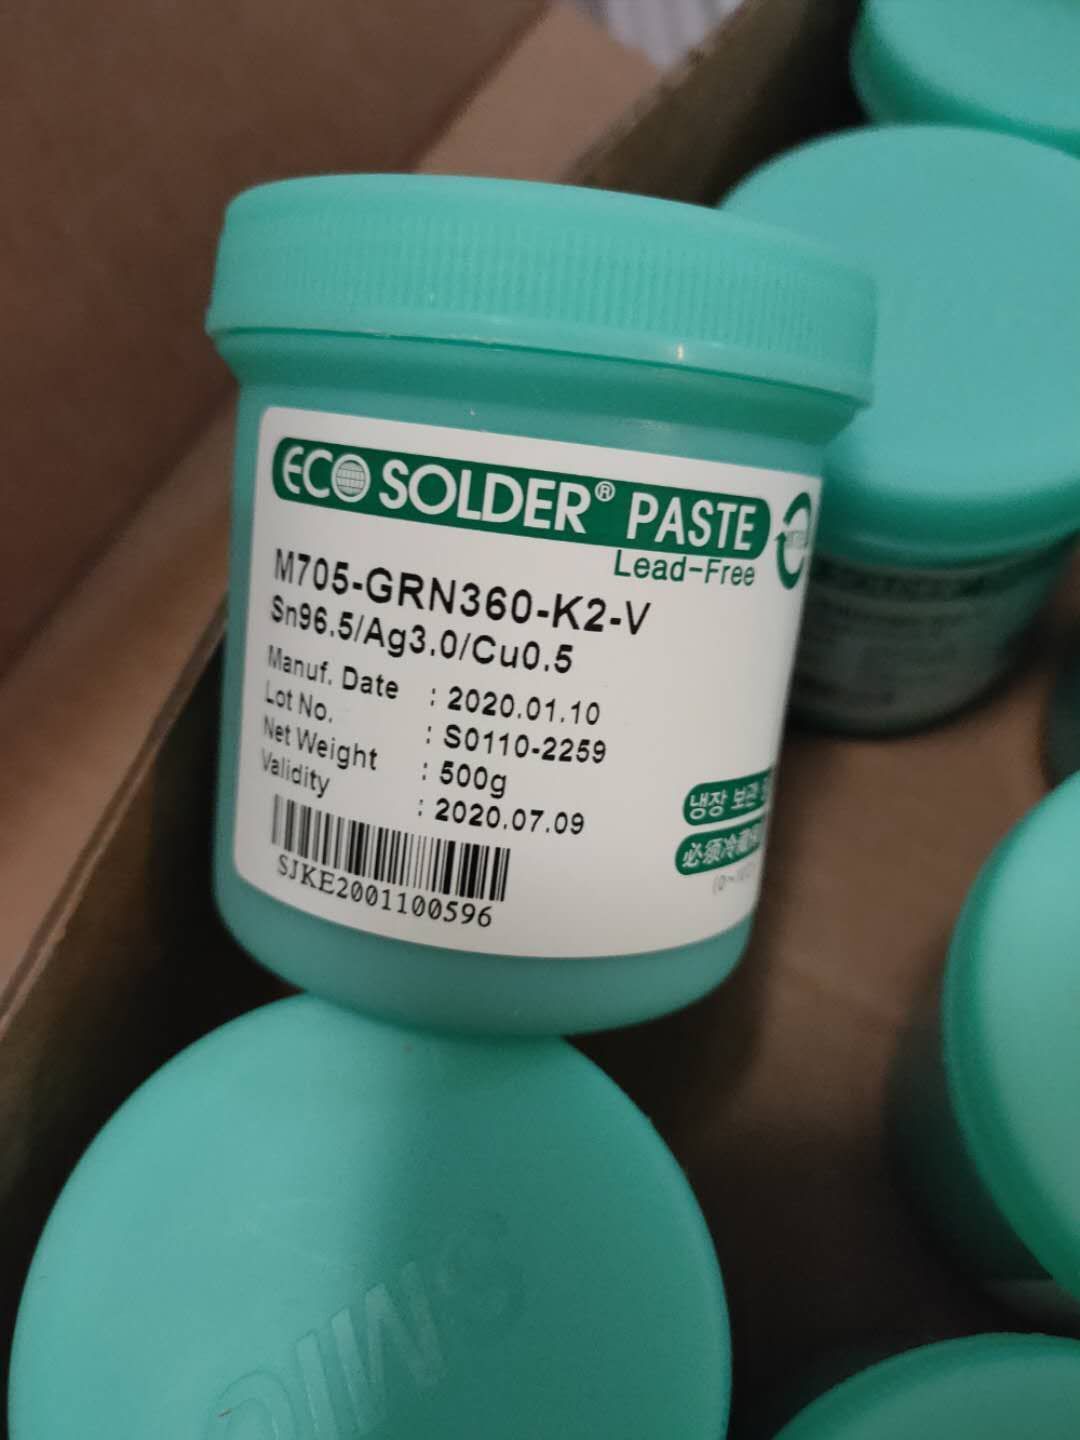 ECO SOLDER® PASTE
Lead-Free
M705-GRN360-K2-V
Sn96.5/Ag3.0/Cu0.5
Manuf. Date : 2020.01.10
Lot No. : S0110-2259
Net Weight : 500g
Validity : 2020.07.09
SJKE2001100596
냉장 보관
必须冷藏
SMIC